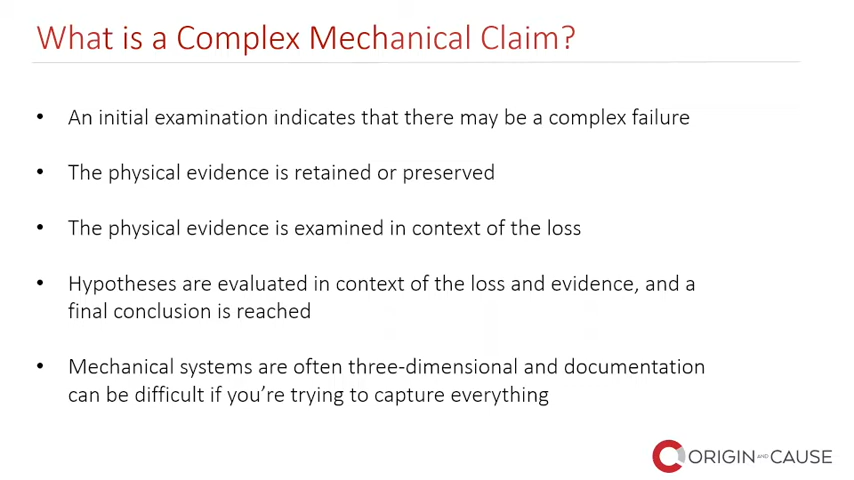 What is a Complex Mechanical Claim?
• An initial examination indicates that there may be a complex failure
• The physical evidence is retained or preserved
• The physical evidence is examined in context of the loss
• Hypotheses are evaluated in context of the loss and evidence, and a
final conclusion is reached
• Mechanical systems are often three-dimensional and documentation
can be difficult if you’re trying to capture everything
ORIGIN AND CAUSE